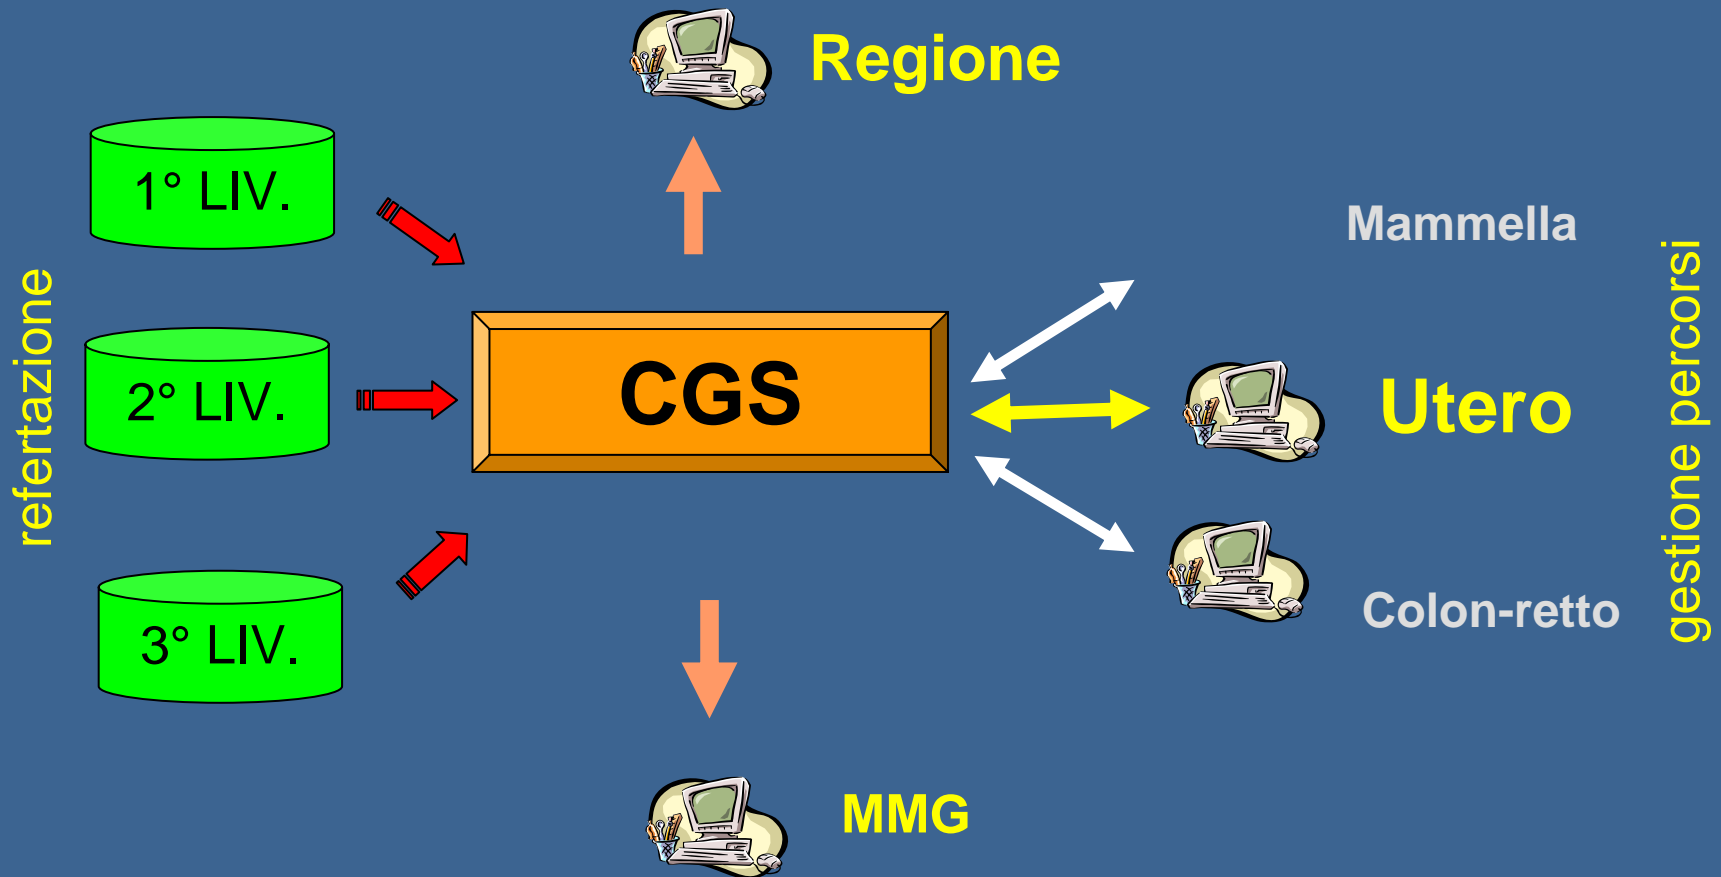 Regione
1° LIV.
Mammella
refertazione
2° LIV.
CGS
Utero
gestione percorsi
Colon-retto
3° LIV.
MMG